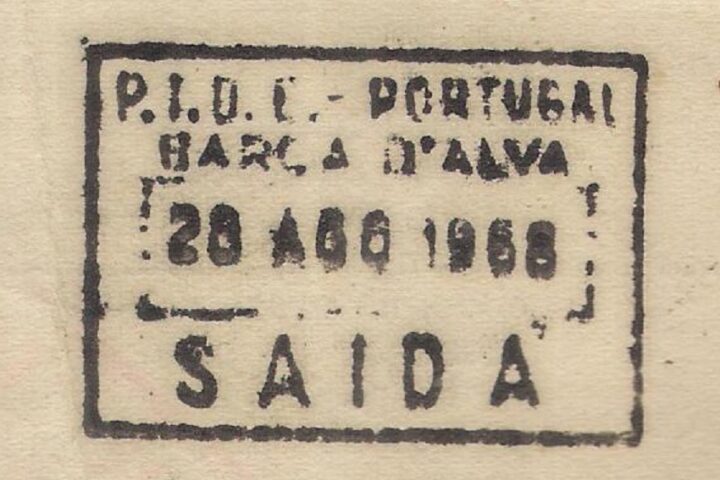 P.I.D.E.- PORTUGAL
BARCA D'ALVA
28 AGO 1968
SAIDA